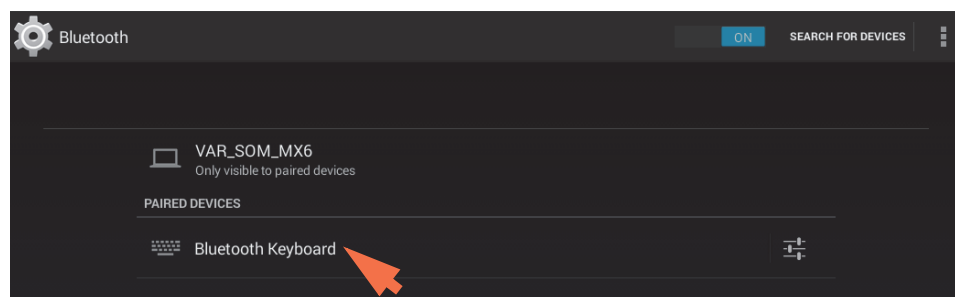 Bluetooth
ON
SEARCH FOR DEVICES
VAR_SOM_MX6
Only visible to paired devices
PAIRED DEVICES
Bluetooth Keyboard